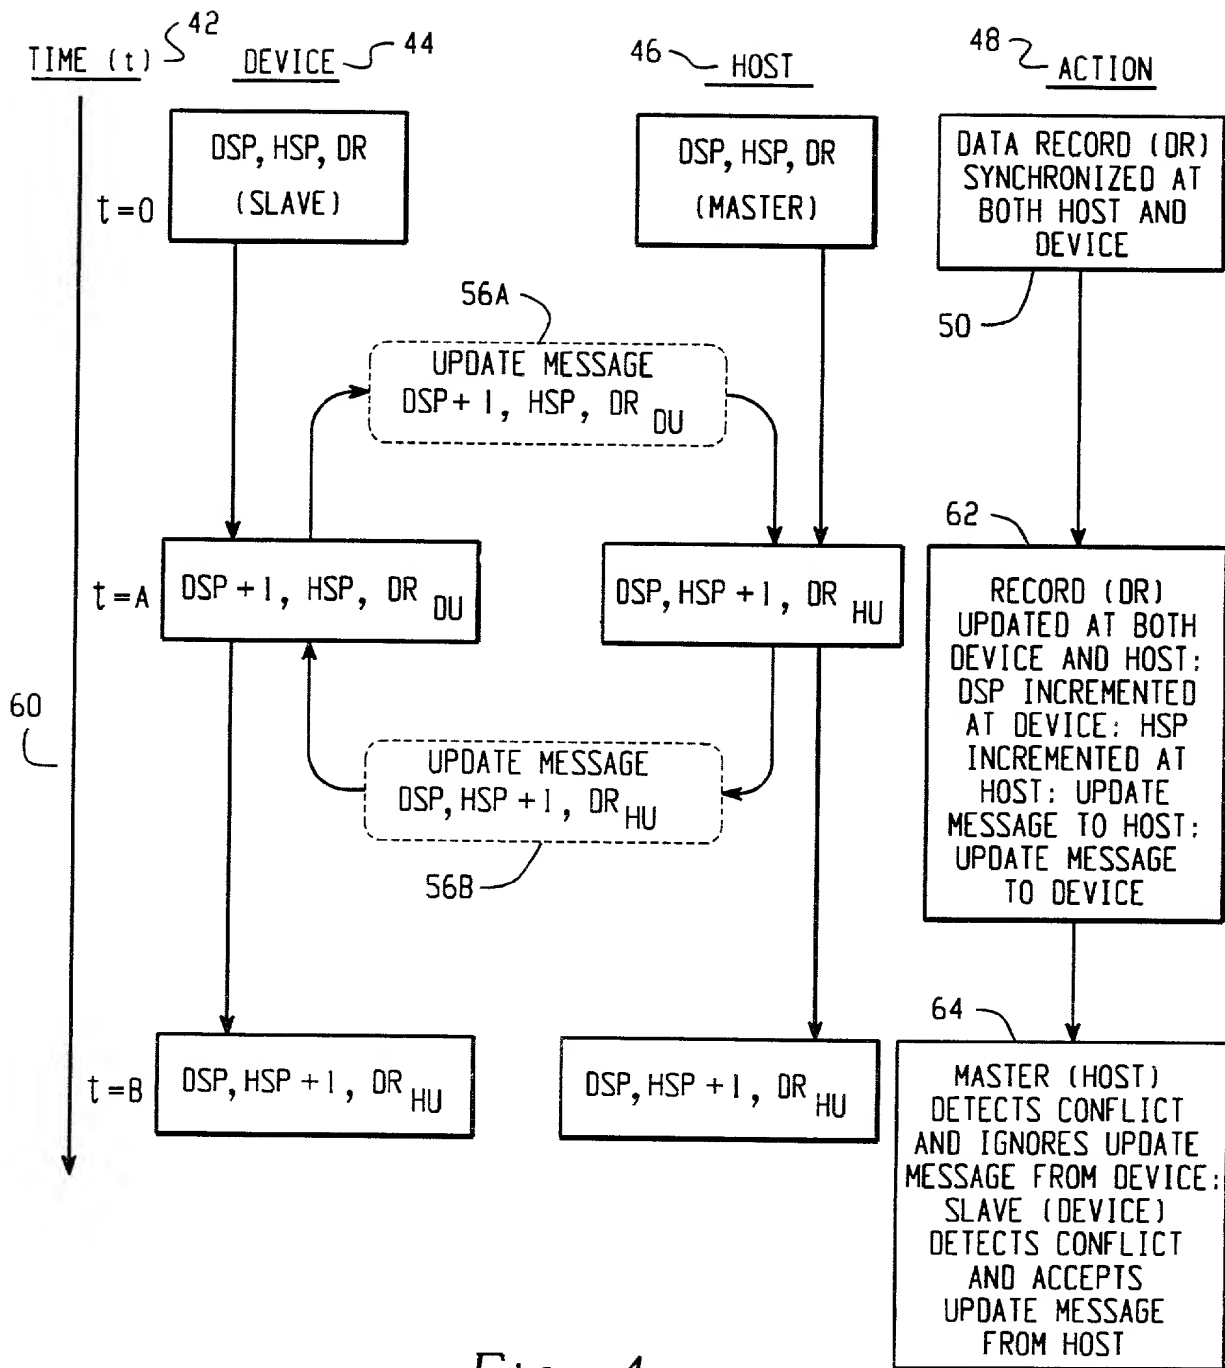 TIME (t) 42
DEVICE 44
46 HOST
48 ACTION
t=0
DSP, HSP, DR
(SLAVE)
DSP, HSP, DR
(MASTER)
DATA RECORD (DR)
SYNCHRONIZED AT
BOTH HOST AND
DEVICE
50
56A
UPDATE MESSAGE
DSP+1, HSP, DR DU
t=A
DSP+1, HSP, DR DU
DSP, HSP+1, DR HU
62
RECORD (DR)
UPDATED AT BOTH
DEVICE AND HOST:
DSP INCREMENTED
AT DEVICE: HSP
INCREMENTED AT
HOST: UPDATE
MESSAGE TO HOST:
UPDATE MESSAGE
TO DEVICE
60
UPDATE MESSAGE
DSP, HSP+1, DR HU
56B
t=B
DSP, HSP+1, DR HU
DSP, HSP+1, DR HU
64
MASTER (HOST)
DETECTS CONFLICT
AND IGNORES UPDATE
MESSAGE FROM DEVICE:
SLAVE (DEVICE)
DETECTS CONFLICT
AND ACCEPTS
UPDATE MESSAGE
FROM HOST